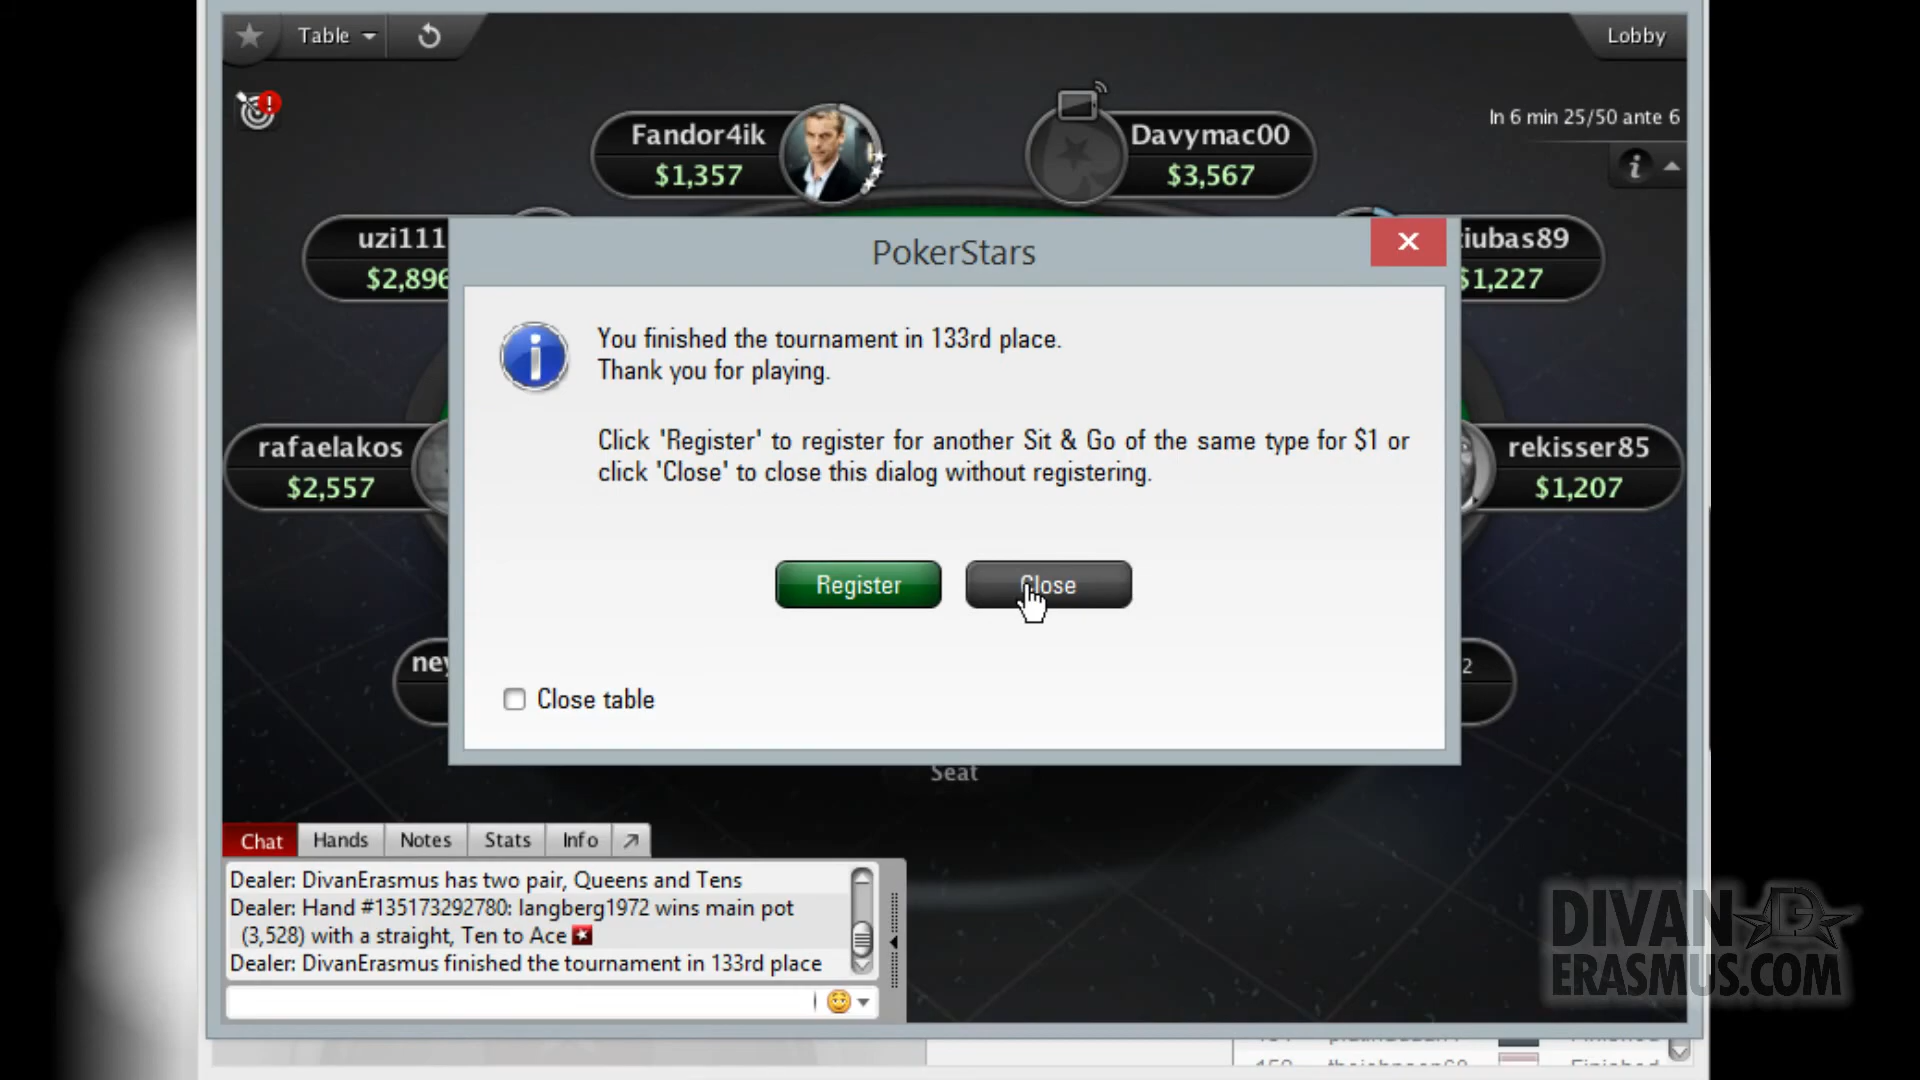 Table
Lobby
In 6 min 25/50 ante 6
Fandor4ik
$1,357
Davymac00
$3,567
uzi111
$2,896
iubas89
$1,227
PokerStars
You finished the tournament in 133rd place.
Thank you for playing.
Click 'Register' to register for another Sit & Go of the same type for $1 or
click 'Close' to close this dialog without registering.
rafaelakos
$2,557
rekisser85
$1,207
Register
Close
ney
2
Close table
Seat
Chat Hands Notes Stats Info
Dealer: DivanErasmus has two pair, Queens and Tens
Dealer: Hand #135173292780: langberg1972 wins main pot
(3,528) with a straight, Ten to Ace
Dealer: DivanErasmus finished the tournament in 133rd place
DIVAN
ERASMUS.COM